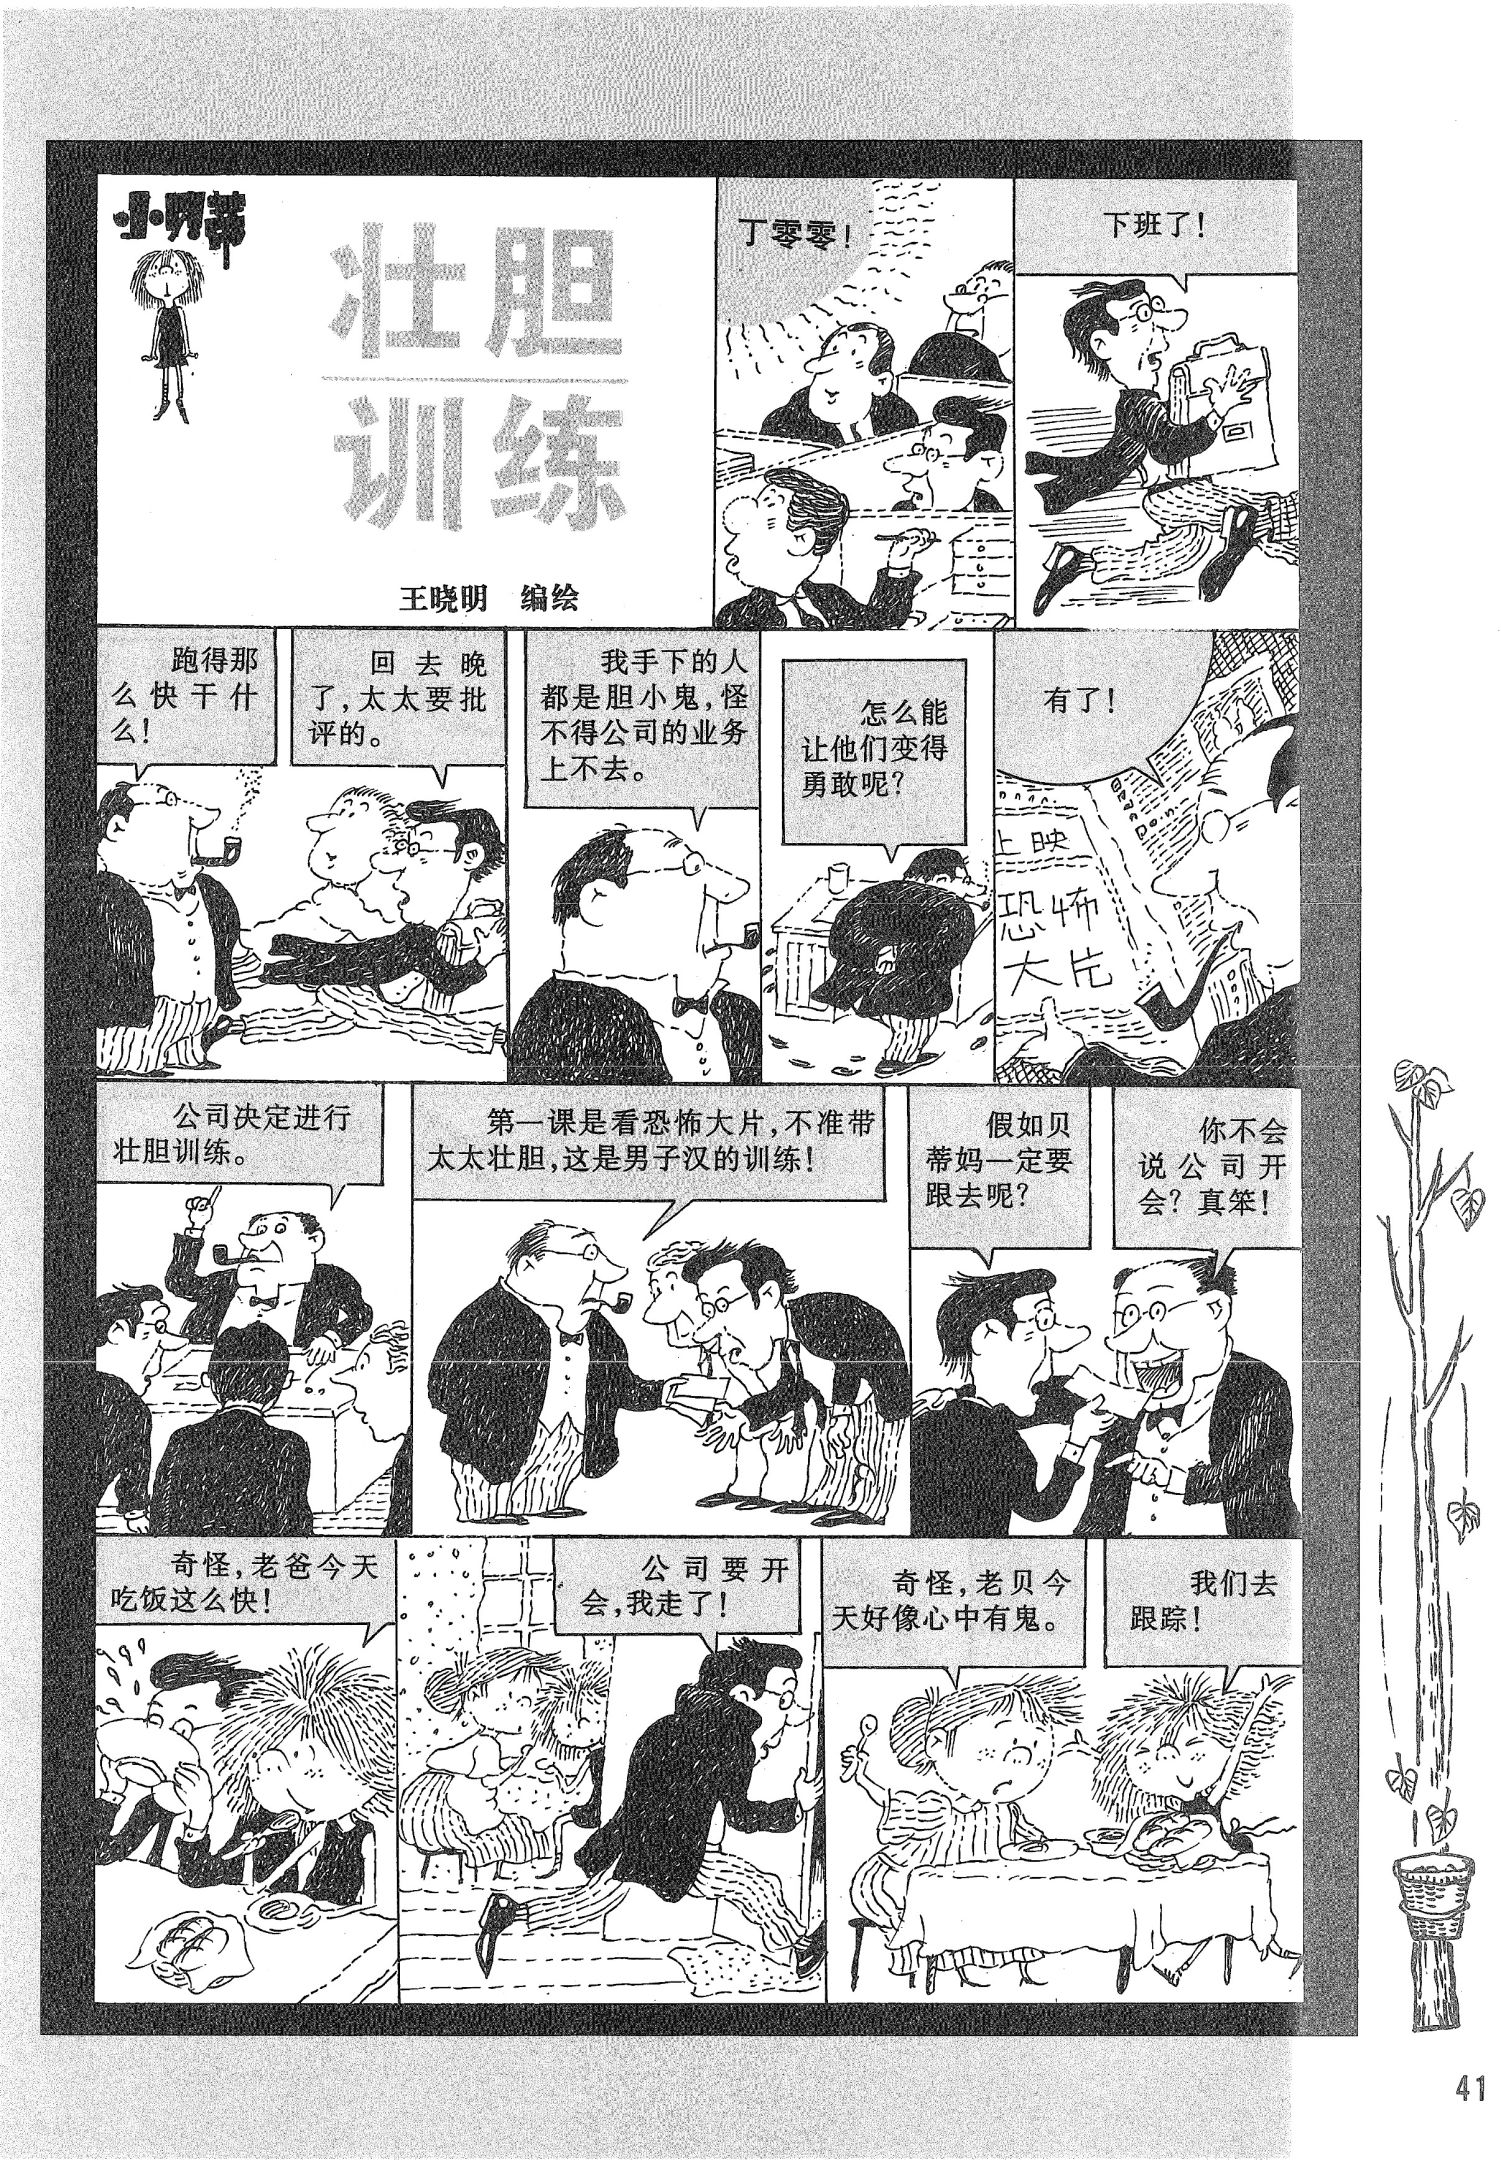 壮胆
训练
王晓明 编绘
丁零零!
下班了!
跑得那
么快干什
么!
回去晚
了,太太要批
评的。
我手下的人
都是胆小鬼,怪
不得公司的业务
上不去。
怎么能
让他们变得
勇敢呢?
有了!
上映
恐怖
大片
公司决定进行
壮胆训练。
第一课是看恐怖大片,不准带
太太壮胆,这是男子汉的训练!
假如贝
蒂妈一定要
跟去呢?
你不会
说公司开
会?真笨!
奇怪,老爸今天
吃饭这么快!
公司要开
会,我走了!
奇怪,老贝今
天好像心中有鬼。
我们去
跟踪!
41